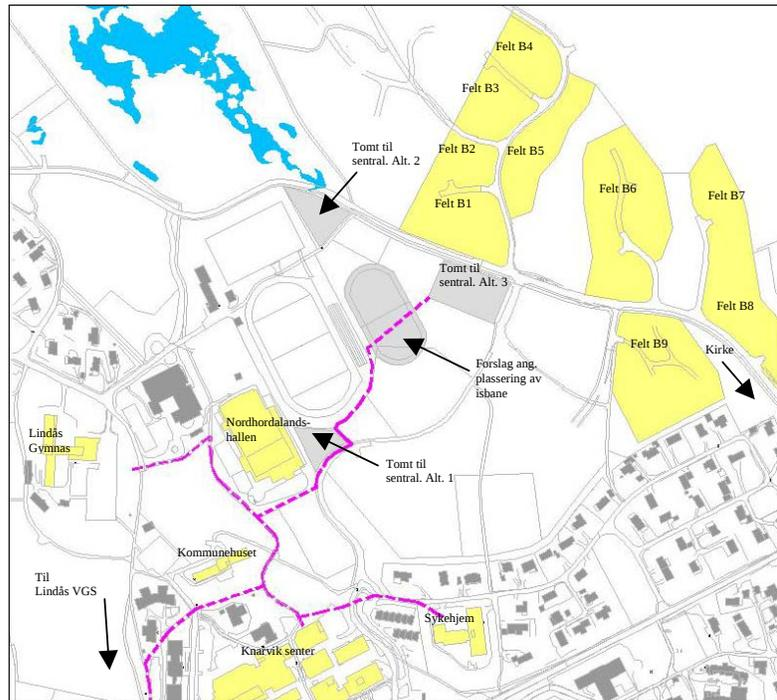 Felt B4
Felt B3
Tomt til
sentral. Alt. 2
Felt B2
Felt B5
Felt B1
Felt B6
Felt B7
Tomt til
sentral. Alt. 3
Felt B8
Felt B9
Kirke
Forslag ang.
plassering av
isbane
Nordhordalands-
hallen
Lindås
Gymnas
Tomt til
sentral. Alt. 1
Kommunehuset
Til
Lindås VGS
Sykehjem
Knarvik senter